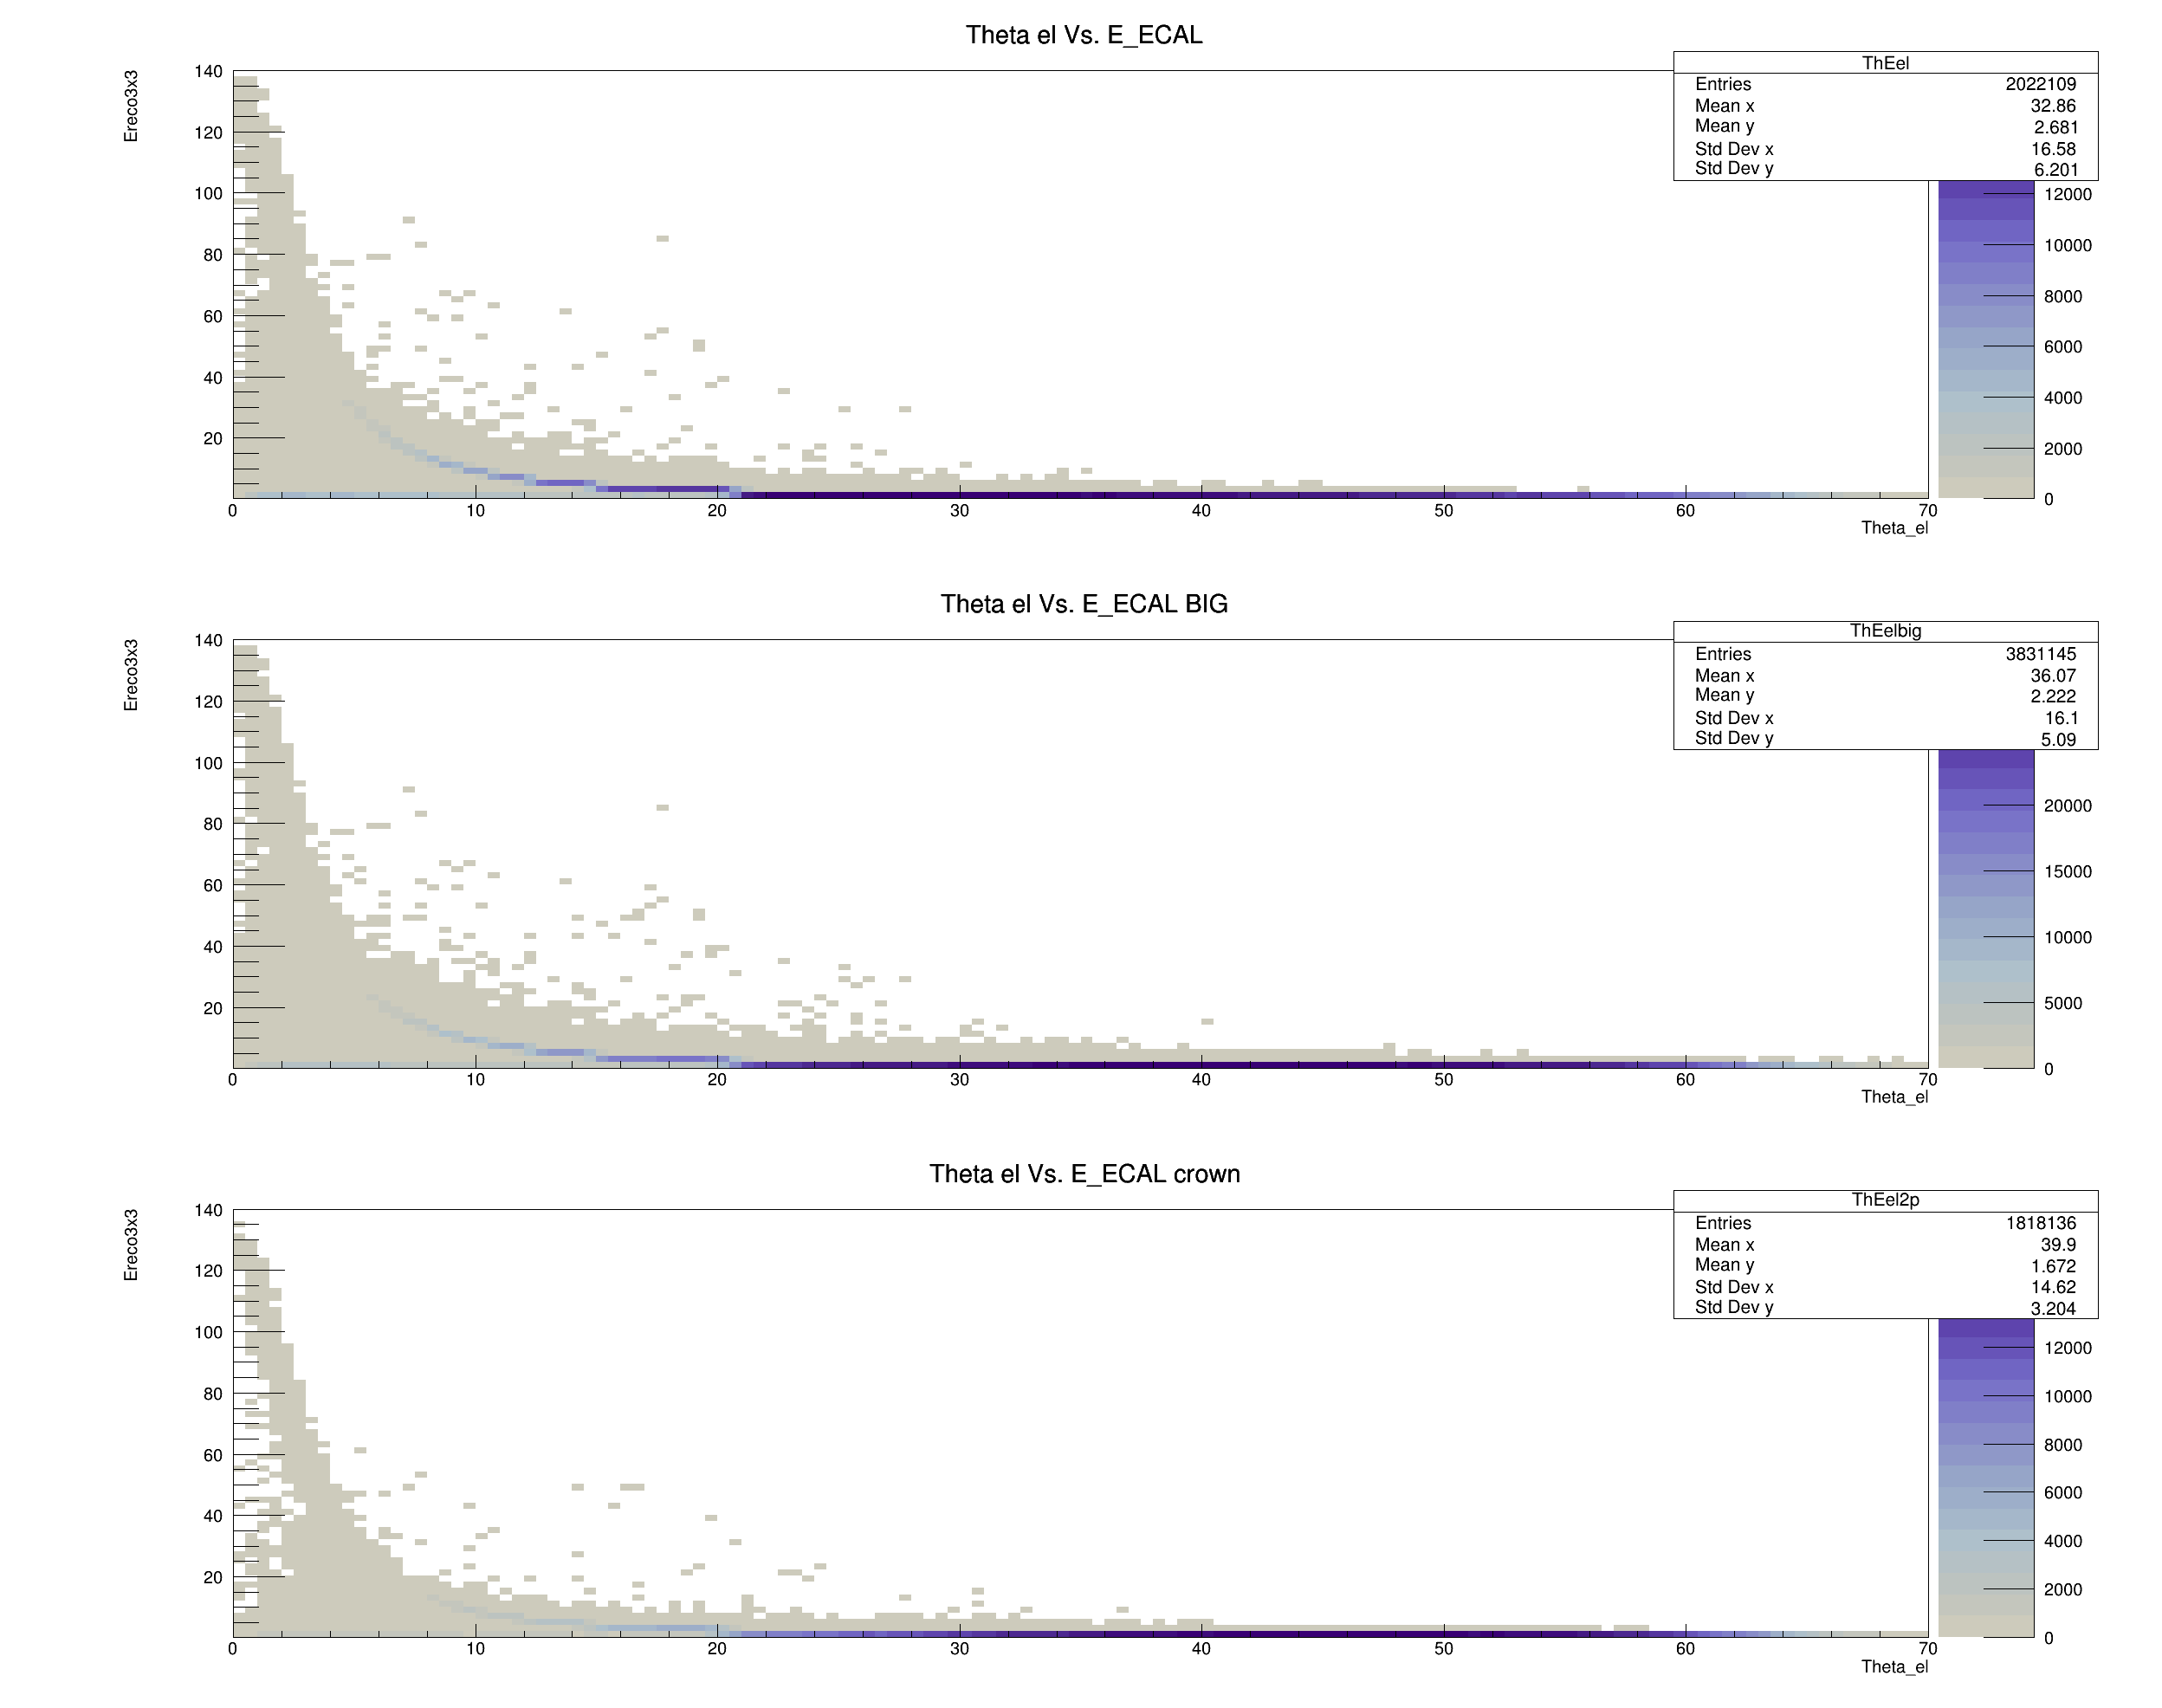 Theta el Vs. E_ECAL
Ereco3x3
140
120
100
80
60
40
20
0 10 20 30 40 50 60 70
Theta_el
ThEel
Entries 2022109
Mean x 32.86
Mean y 2.681
Std Dev x 16.58
Std Dev y 6.201
12000
10000
8000
6000
4000
2000
0
Theta el Vs. E_ECAL BIG
Ereco3x3
140
120
100
80
60
40
20
0 10 20 30 40 50 60 70
Theta_el
ThEelbig
Entries 3831145
Mean x 36.07
Mean y 2.222
Std Dev x 16.1
Std Dev y 5.09
20000
15000
10000
5000
0
Theta el Vs. E_ECAL crown
Ereco3x3
140
120
100
80
60
40
20
0 10 20 30 40 50 60 70
Theta_el
ThEel2p
Entries 1818136
Mean x 39.9
Mean y 1.672
Std Dev x 14.62
Std Dev y 3.204
12000
10000
8000
6000
4000
2000
0